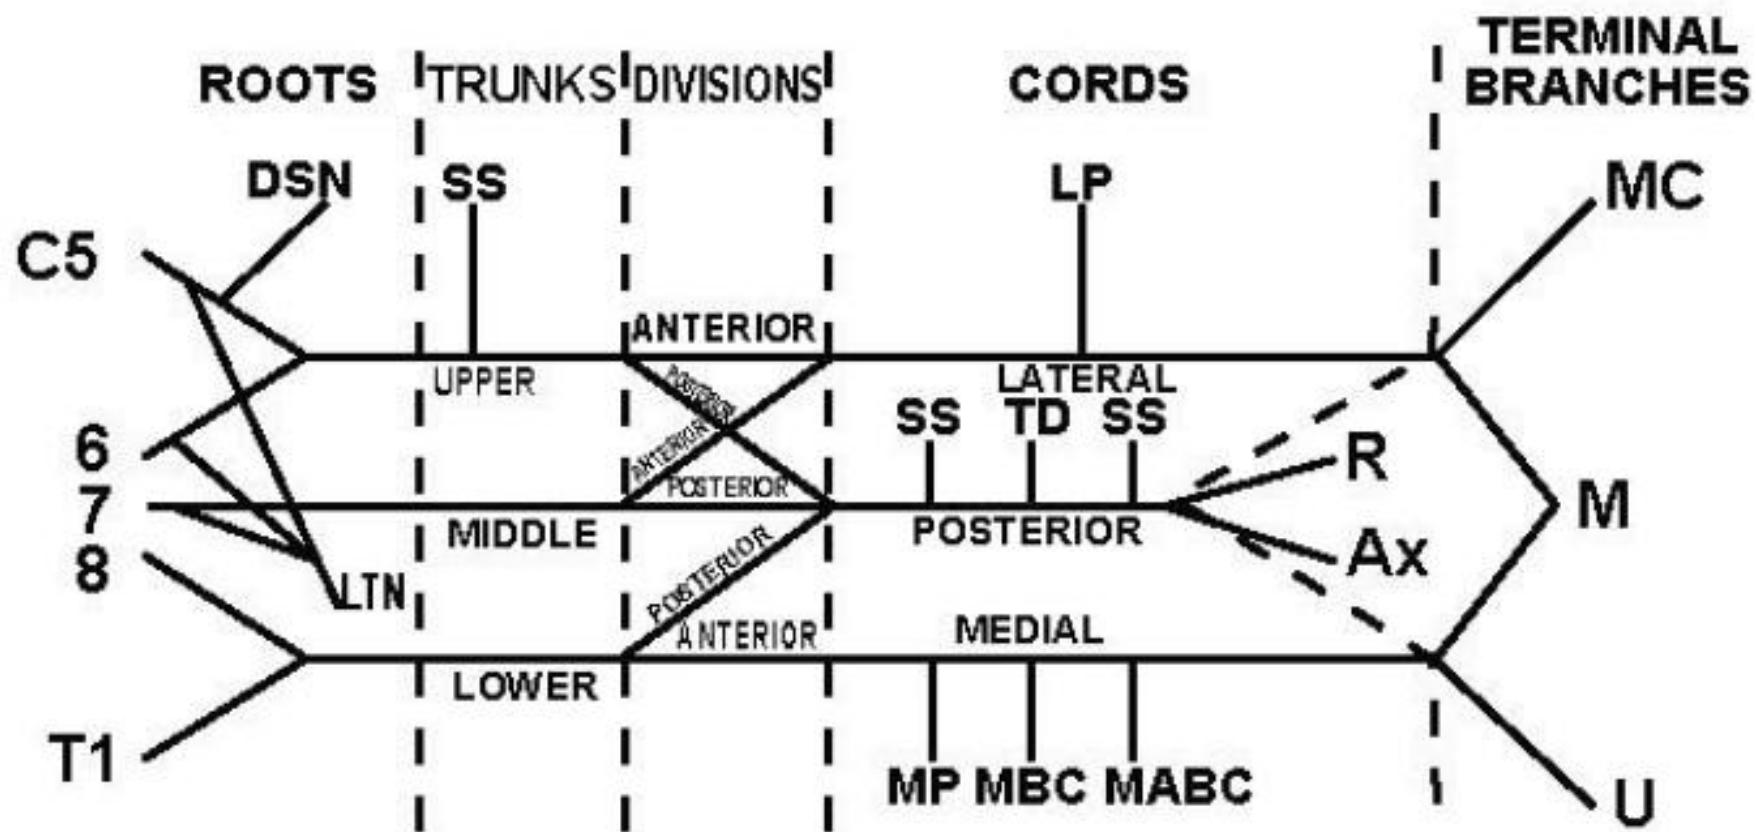 ROOTS TRUNKS DIVISIONS CORDS TERMINAL
BRANCHES
DSN SS LP MC
C5
ANTERIOR
UPPER POSTERIOR LATERAL
6 ANTERIOR SS TD SS R
7 POSTERIOR M
MIDDLE POSTERIOR POSTERIOR Ax
8
LTN ANTERIOR MEDIAL
LOWER
T1 MP MBC MABC U